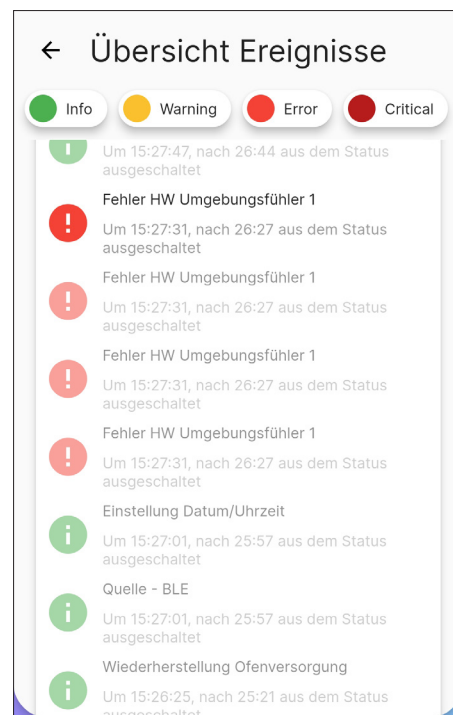 Übersicht Ereignisse
Info Warning Error Critical
Um 15:27:47, nach 26:44 aus dem Status
ausgeschaltet
Fehler HW Umgebungsfühler 1
Um 15:27:31, nach 26:27 aus dem Status
ausgeschaltet
Fehler HW Umgebungsfühler 1
Um 15:27:31, nach 26:27 aus dem Status
ausgeschaltet
Fehler HW Umgebungsfühler 1
Um 15:27:31, nach 26:27 aus dem Status
ausgeschaltet
Fehler HW Umgebungsfühler 1
Um 15:27:31, nach 26:27 aus dem Status
ausgeschaltet
Einstellung Datum/Uhrzeit
Um 15:27:01, nach 25:57 aus dem Status
ausgeschaltet
Quelle - BLE
Um 15:27:01, nach 25:57 aus dem Status
ausgeschaltet
Wiederherstellung Ofenversorgung
Um 15:26:25, nach 25:21 aus dem Status
ausgeschaltet